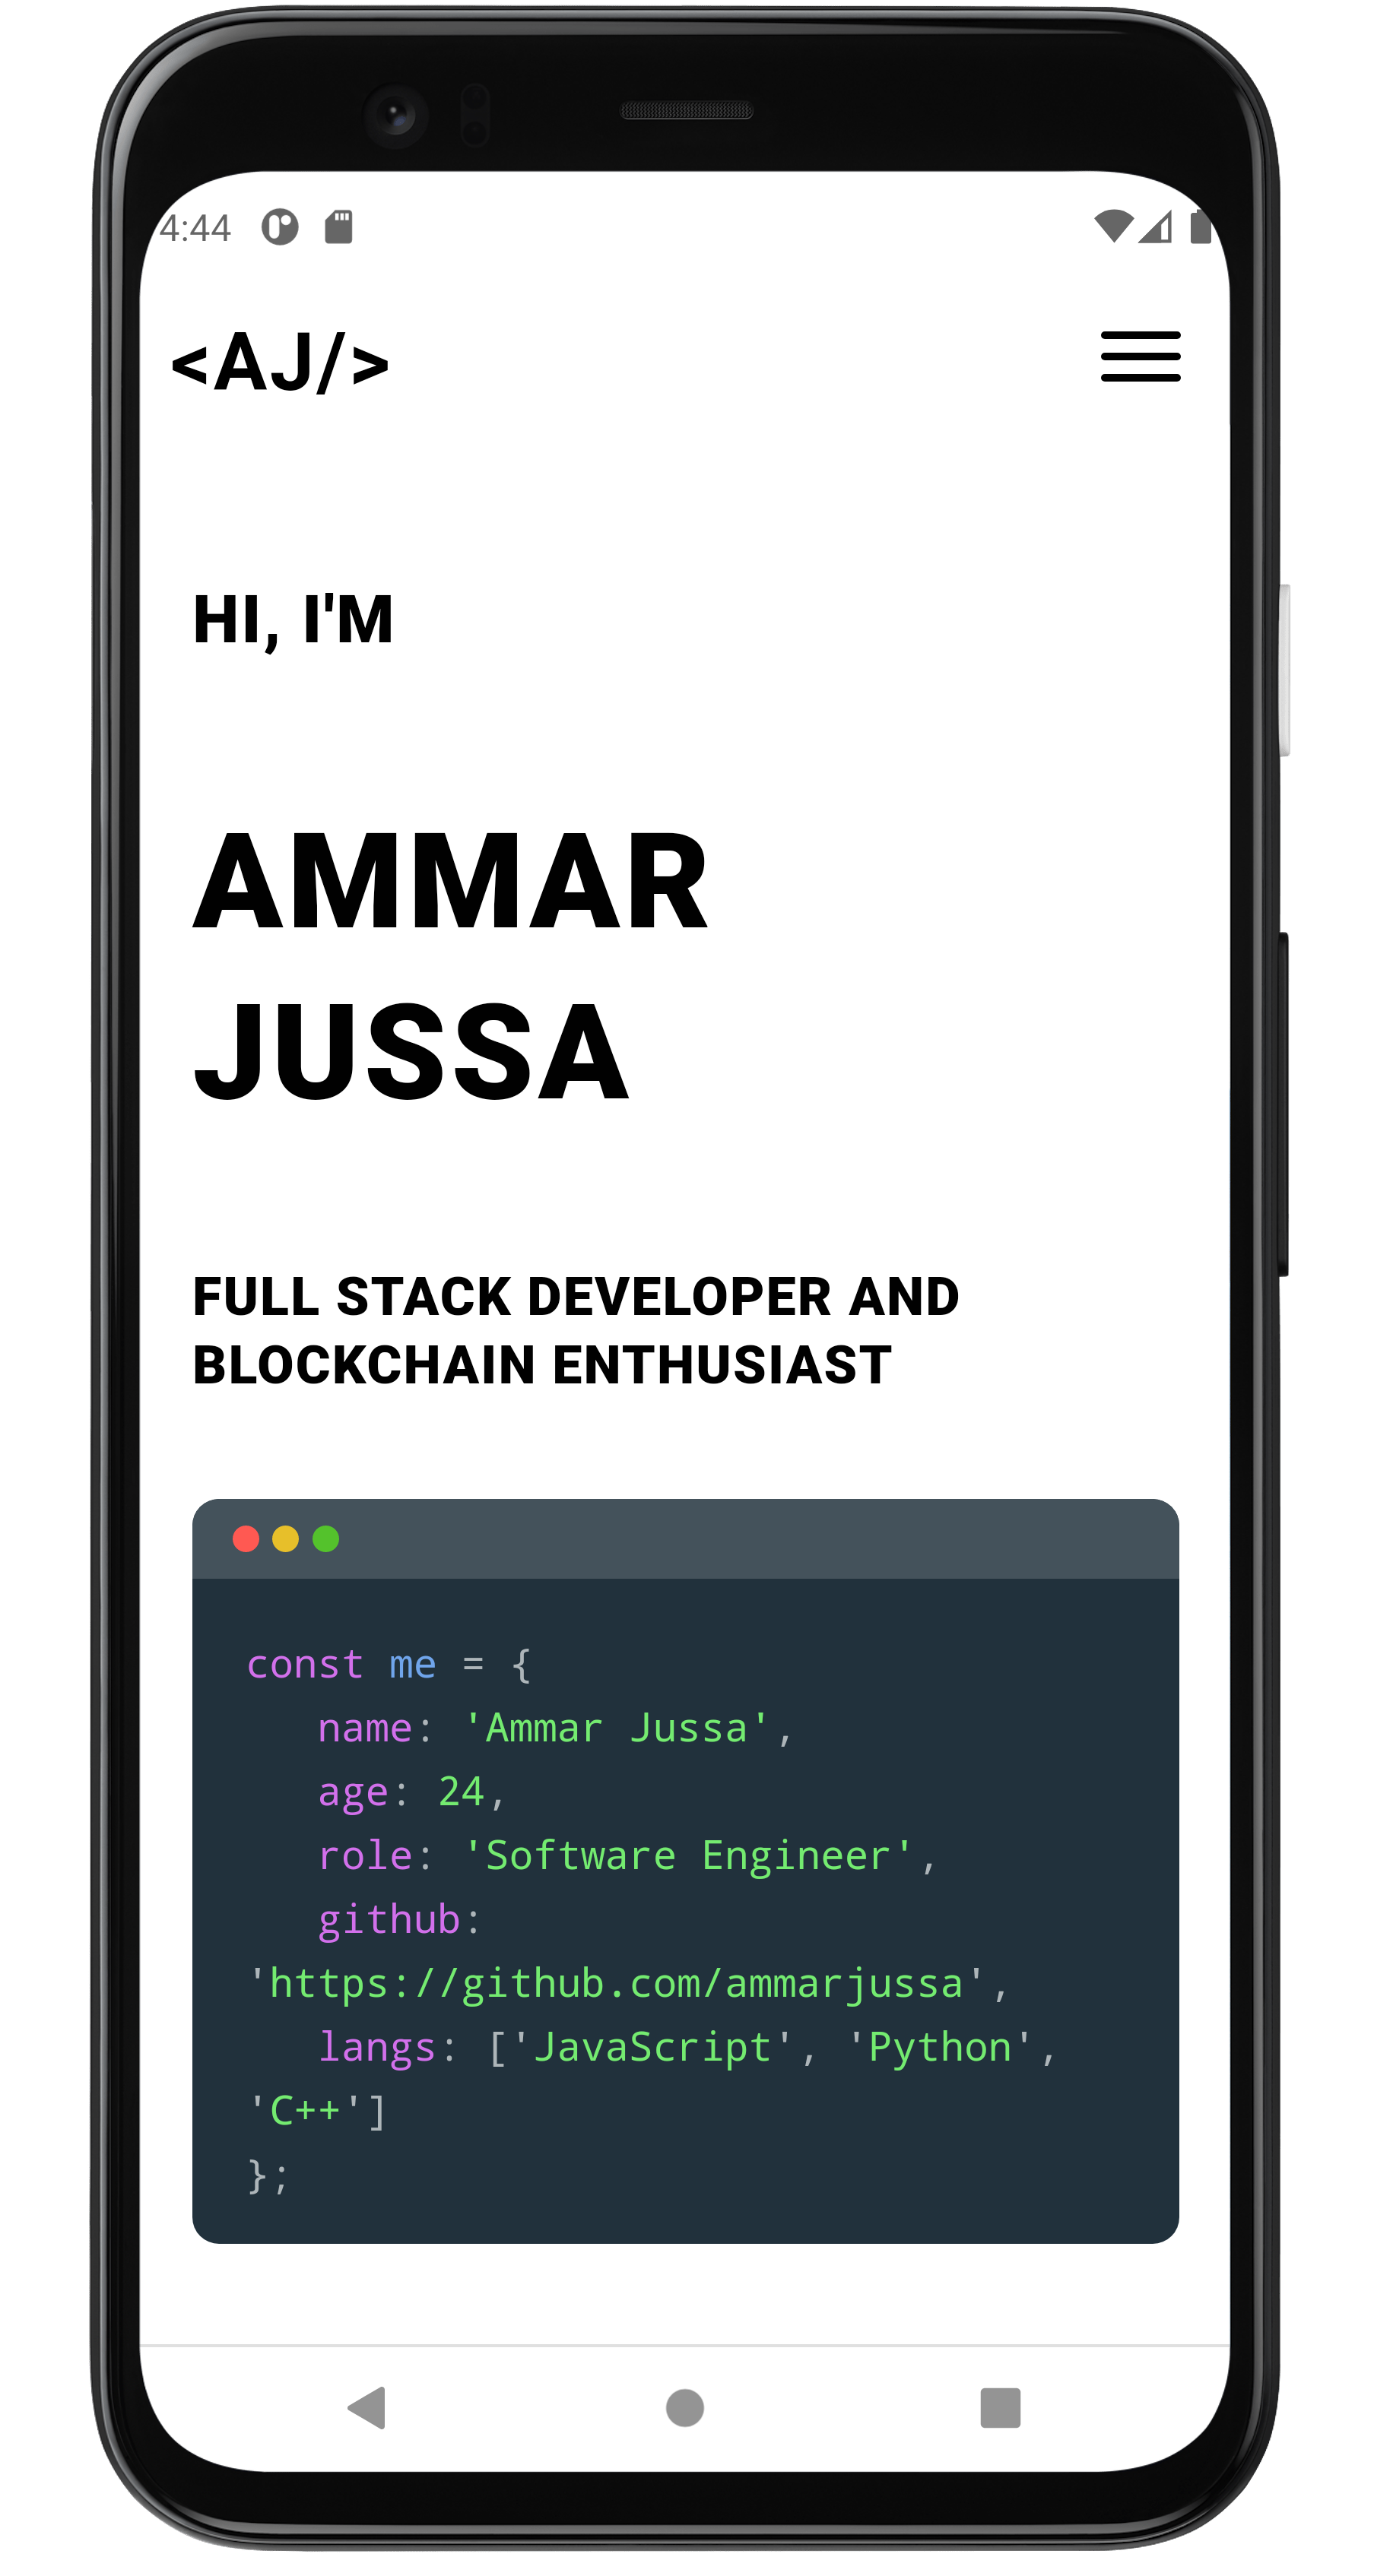 4:44
<AJ/>
HI, I'M
AMMAR
JUSSA
FULL STACK DEVELOPER AND
BLOCKCHAIN ENTHUSIAST
const me = {
   name: 'Ammar Jussa',
   age: 24,
   role: 'Software Engineer',
   github:
'https://github.com/ammarjussa',
   langs: ['JavaScript', 'Python',
'C++']
};